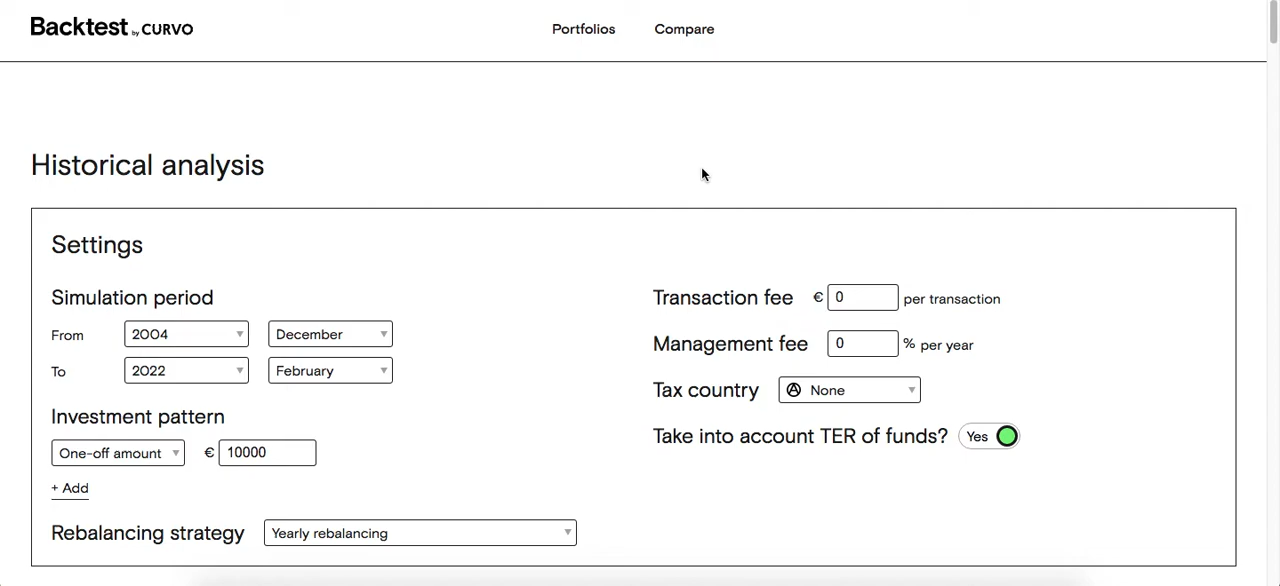 Backtest by CURVO
Portfolios Compare
Historical analysis
Settings
Simulation period
From 2004 December
To 2022 February
Investment pattern
One-off amount € 10000
+ Add
Rebalancing strategy Yearly rebalancing
Transaction fee € 0 per transaction
Management fee 0 % per year
Tax country None
Take into account TER of funds? Yes